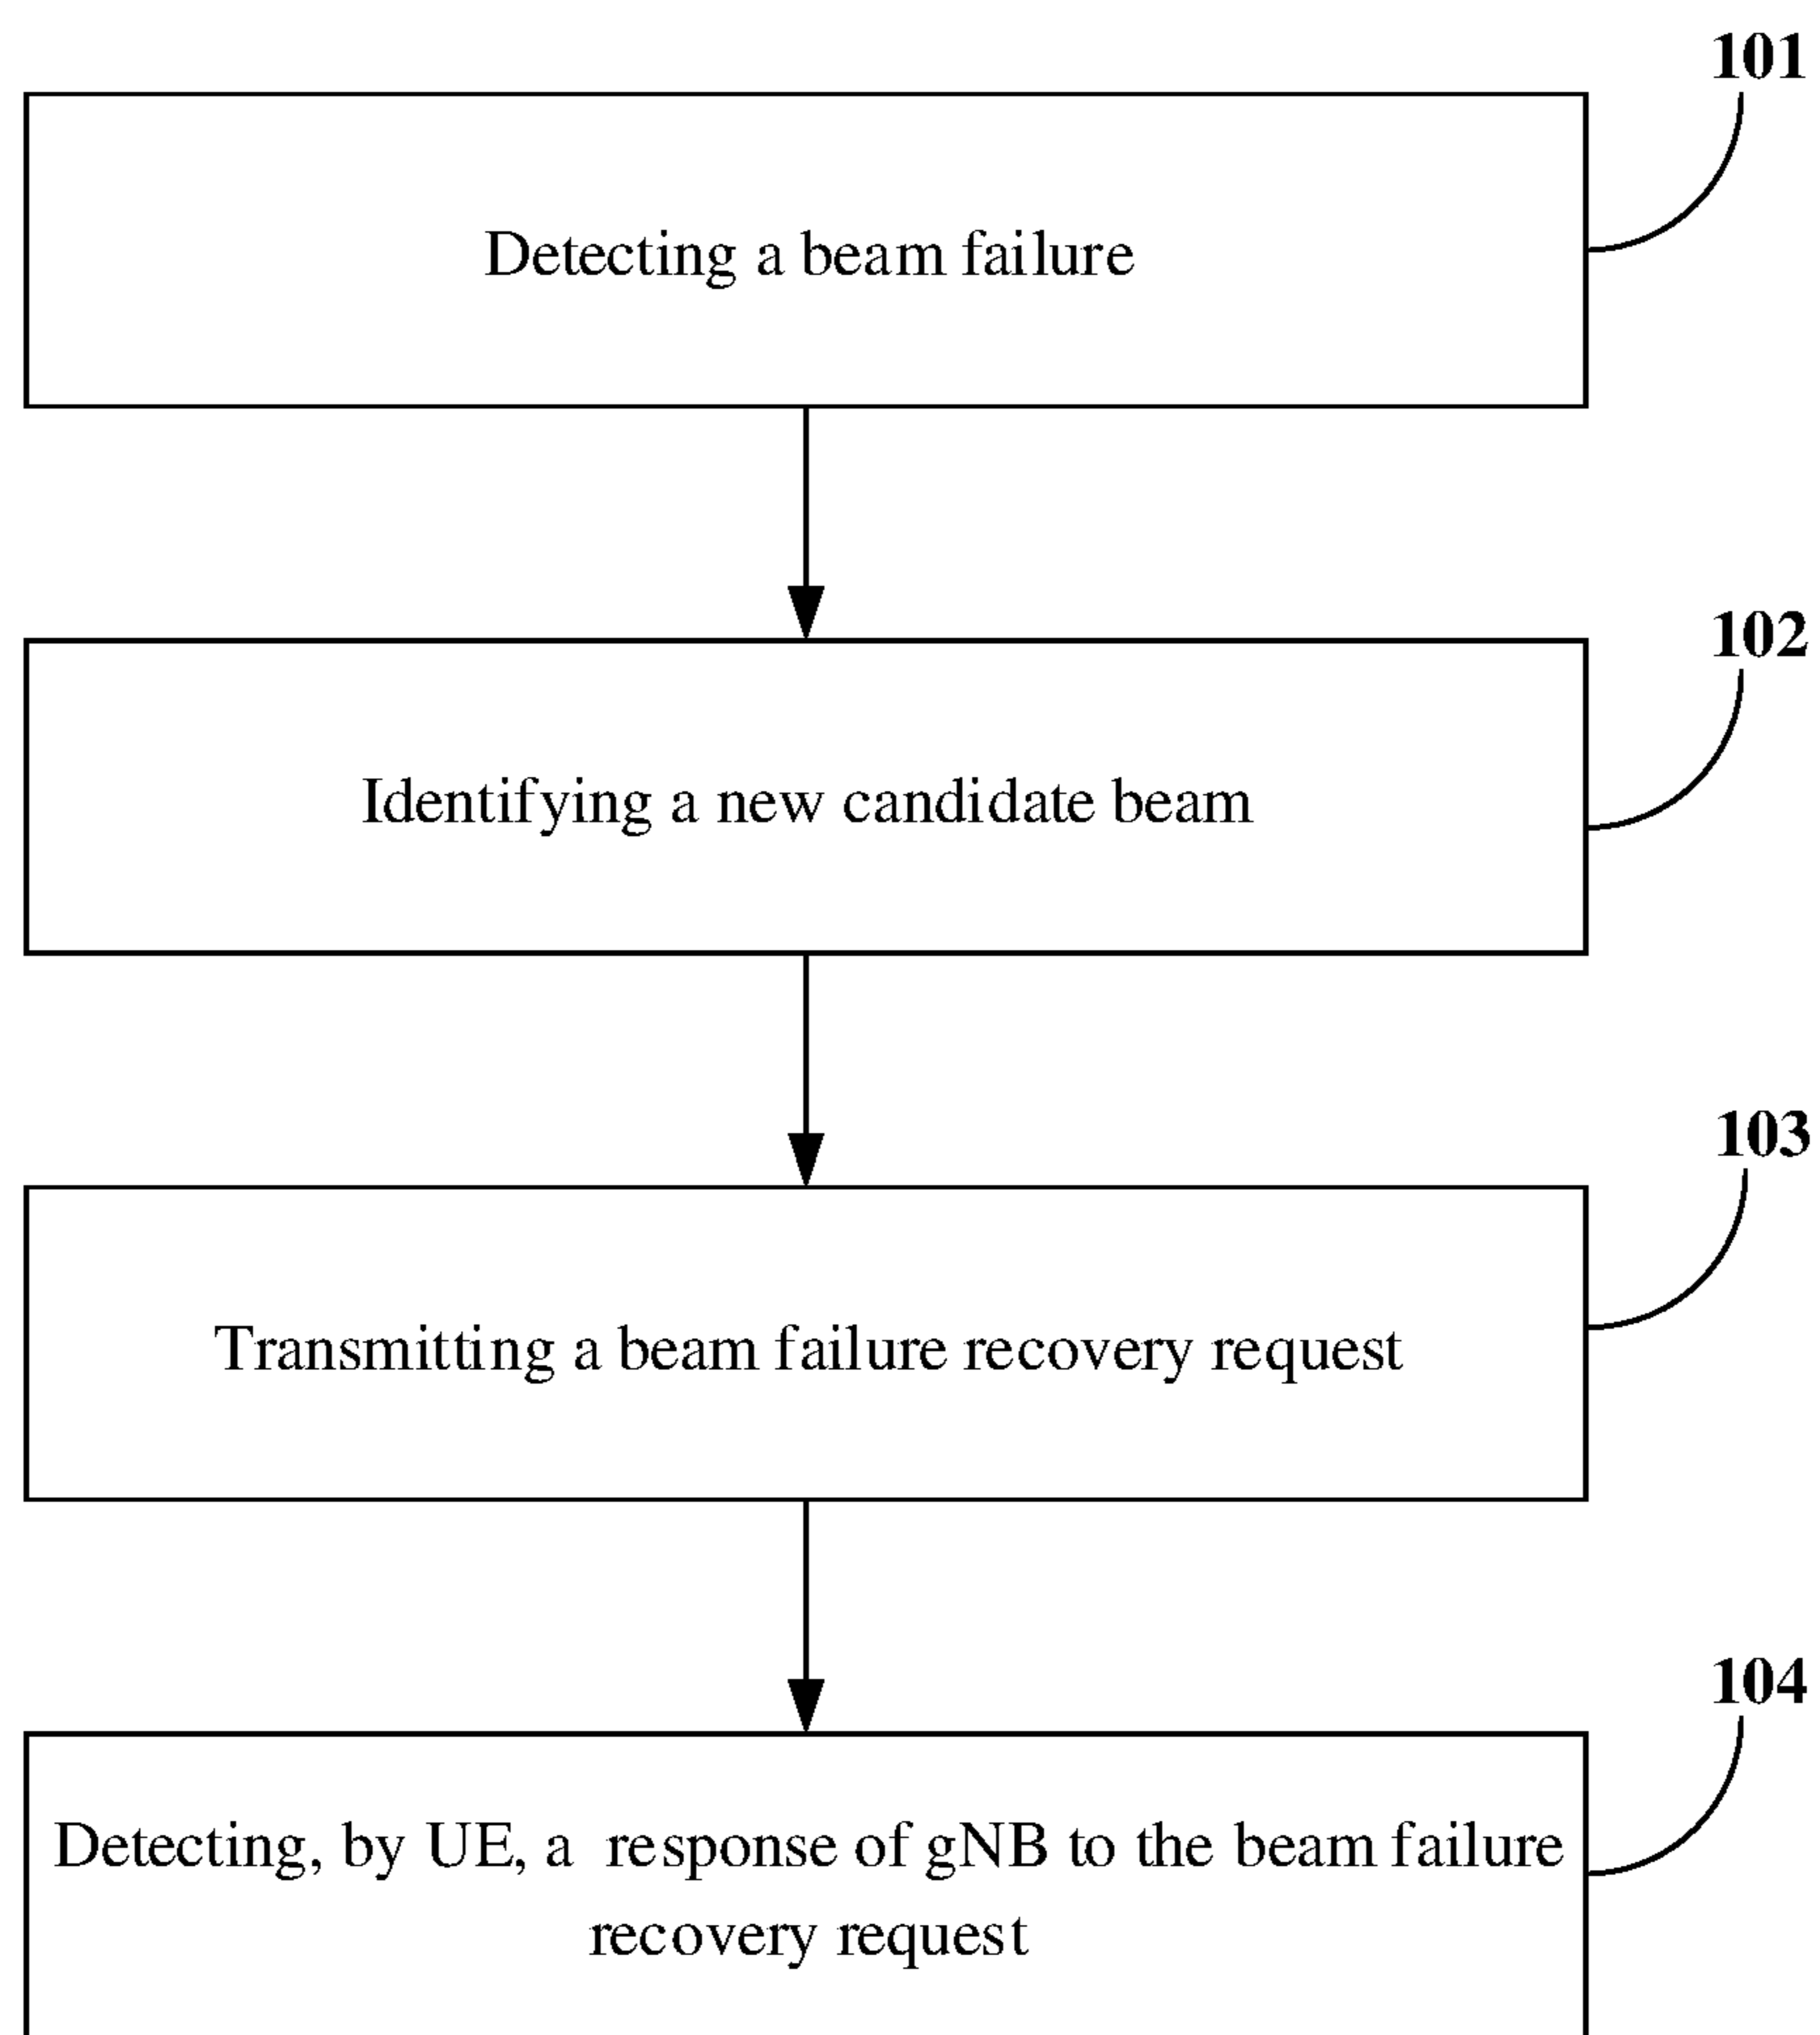 101
Detecting a beam failure
102
Identifying a new candidate beam
103
Transmitting a beam failure recovery request
104
Detecting, by UE, a response of gNB to the beam failure
recovery request